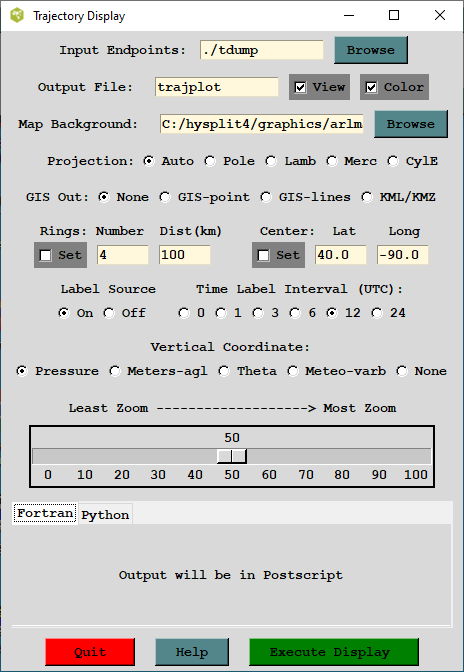 Trajectory Display
Input Endpoints: ./tdump Browse
Output File: trajplot View Color
Map Background: C:/hysplit4/graphics/arlm Browse
Projection: Auto Pole Lamb Merc CylE
GIS Out: None GIS-point GIS-lines KML/KMZ
Rings: Number Dist(km) Center: Lat Long
Set 4 100 Set 40.0 -90.0
Label Source Time Label Interval (UTC):
On Off 0 1 3 6 12 24
Vertical Coordinate:
Pressure Meters-agl Theta Meteo-varb None
Least Zoom -------------------> Most Zoom
50
0 10 20 30 40 50 60 70 80 90 100
Fortran Python
Output will be in Postscript
Quit Help Execute Display